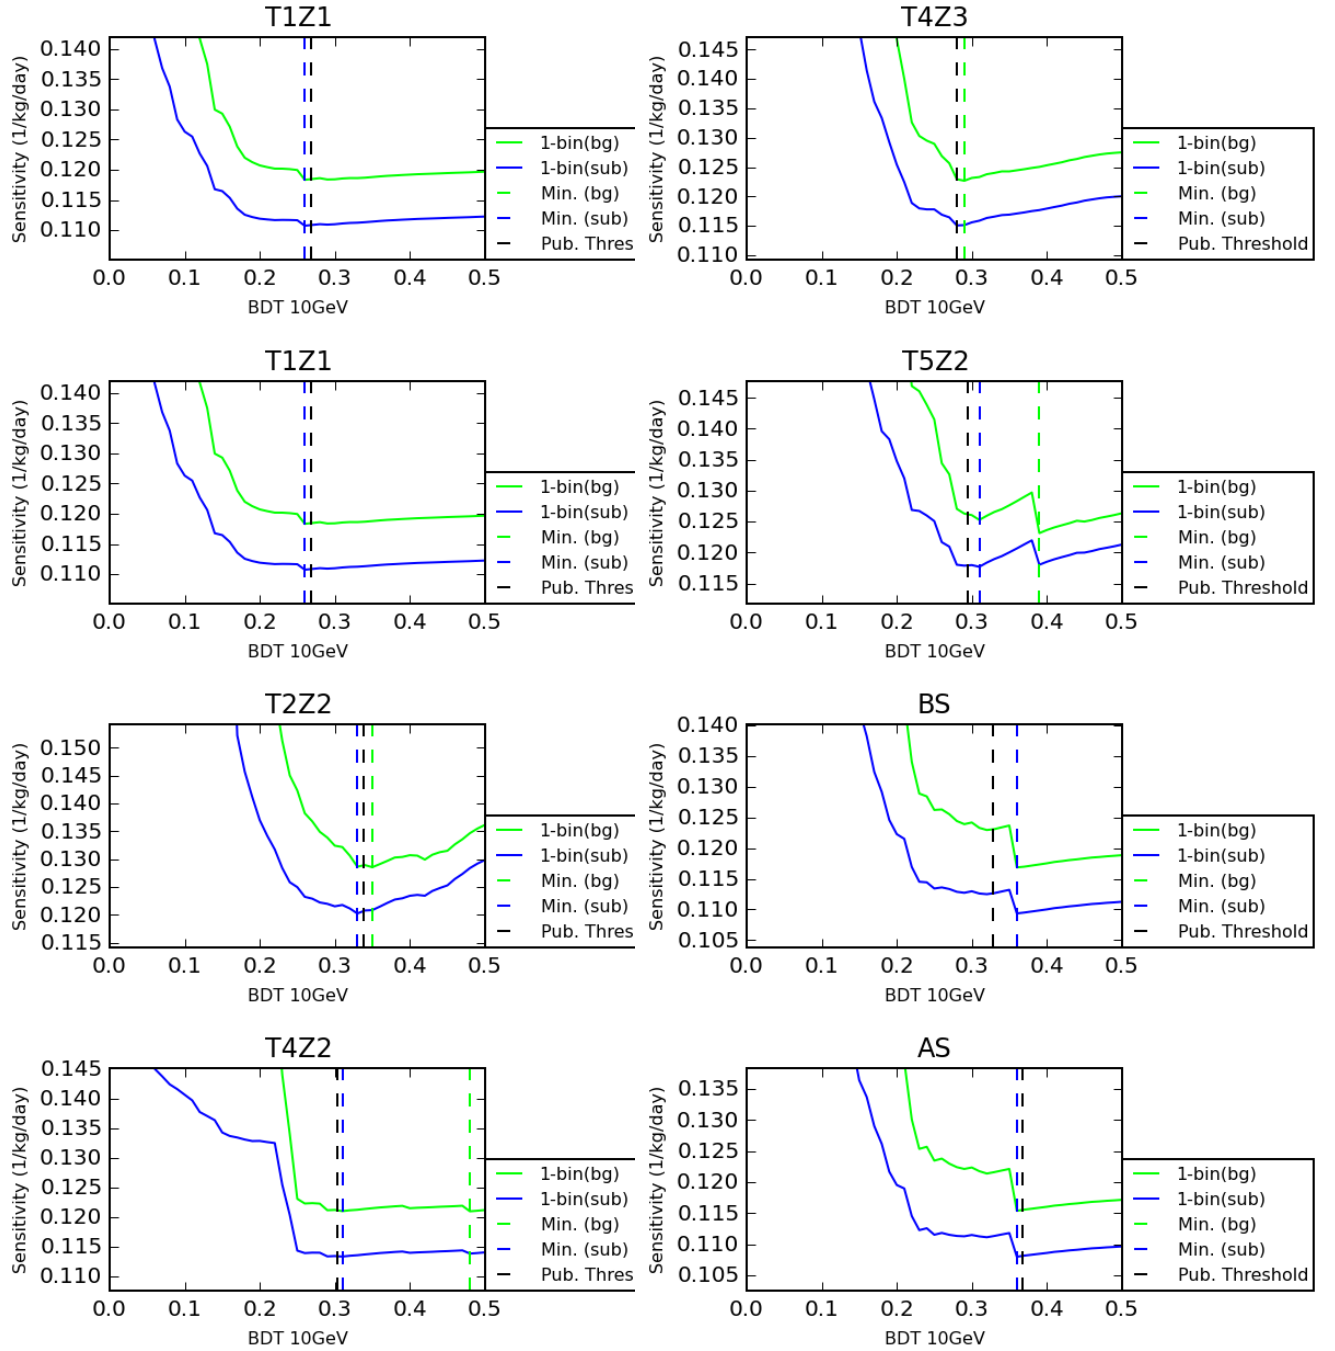 T1Z1
Sensitivity (1/kg/day)
0.140
0.135
0.130
0.125
0.120
0.115
0.110
0.0 0.1 0.2 0.3 0.4 0.5
BDT 10GeV
1-bin(bg)
1-bin(sub)
Min. (bg)
Min. (sub)
Pub. Thres
T4Z3
Sensitivity (1/kg/day)
0.145
0.140
0.135
0.130
0.125
0.120
0.115
0.110
0.0 0.1 0.2 0.3 0.4 0.5
BDT 10GeV
1-bin(bg)
1-bin(sub)
Min. (bg)
Min. (sub)
Pub. Threshold
T1Z1
Sensitivity (1/kg/day)
0.140
0.135
0.130
0.125
0.120
0.115
0.110
0.0 0.1 0.2 0.3 0.4 0.5
BDT 10GeV
1-bin(bg)
1-bin(sub)
Min. (bg)
Min. (sub)
Pub. Thres
T5Z2
Sensitivity (1/kg/day)
0.145
0.140
0.135
0.130
0.125
0.120
0.115
0.0 0.1 0.2 0.3 0.4 0.5
BDT 10GeV
1-bin(bg)
1-bin(sub)
Min. (bg)
Min. (sub)
Pub. Threshold
T2Z2
Sensitivity (1/kg/day)
0.150
0.145
0.140
0.135
0.130
0.125
0.120
0.115
0.0 0.1 0.2 0.3 0.4 0.5
BDT 10GeV
1-bin(bg)
1-bin(sub)
Min. (bg)
Min. (sub)
Pub. Thres
BS
Sensitivity (1/kg/day)
0.140
0.135
0.130
0.125
0.120
0.115
0.110
0.105
0.0 0.1 0.2 0.3 0.4 0.5
BDT 10GeV
1-bin(bg)
1-bin(sub)
Min. (bg)
Min. (sub)
Pub. Threshold
T4Z2
Sensitivity (1/kg/day)
0.145
0.140
0.135
0.130
0.125
0.120
0.115
0.110
0.0 0.1 0.2 0.3 0.4 0.5
BDT 10GeV
1-bin(bg)
1-bin(sub)
Min. (bg)
Min. (sub)
Pub. Thres
AS
Sensitivity (1/kg/day)
0.135
0.130
0.125
0.120
0.115
0.110
0.105
0.0 0.1 0.2 0.3 0.4 0.5
BDT 10GeV
1-bin(bg)
1-bin(sub)
Min. (bg)
Min. (sub)
Pub. Threshold